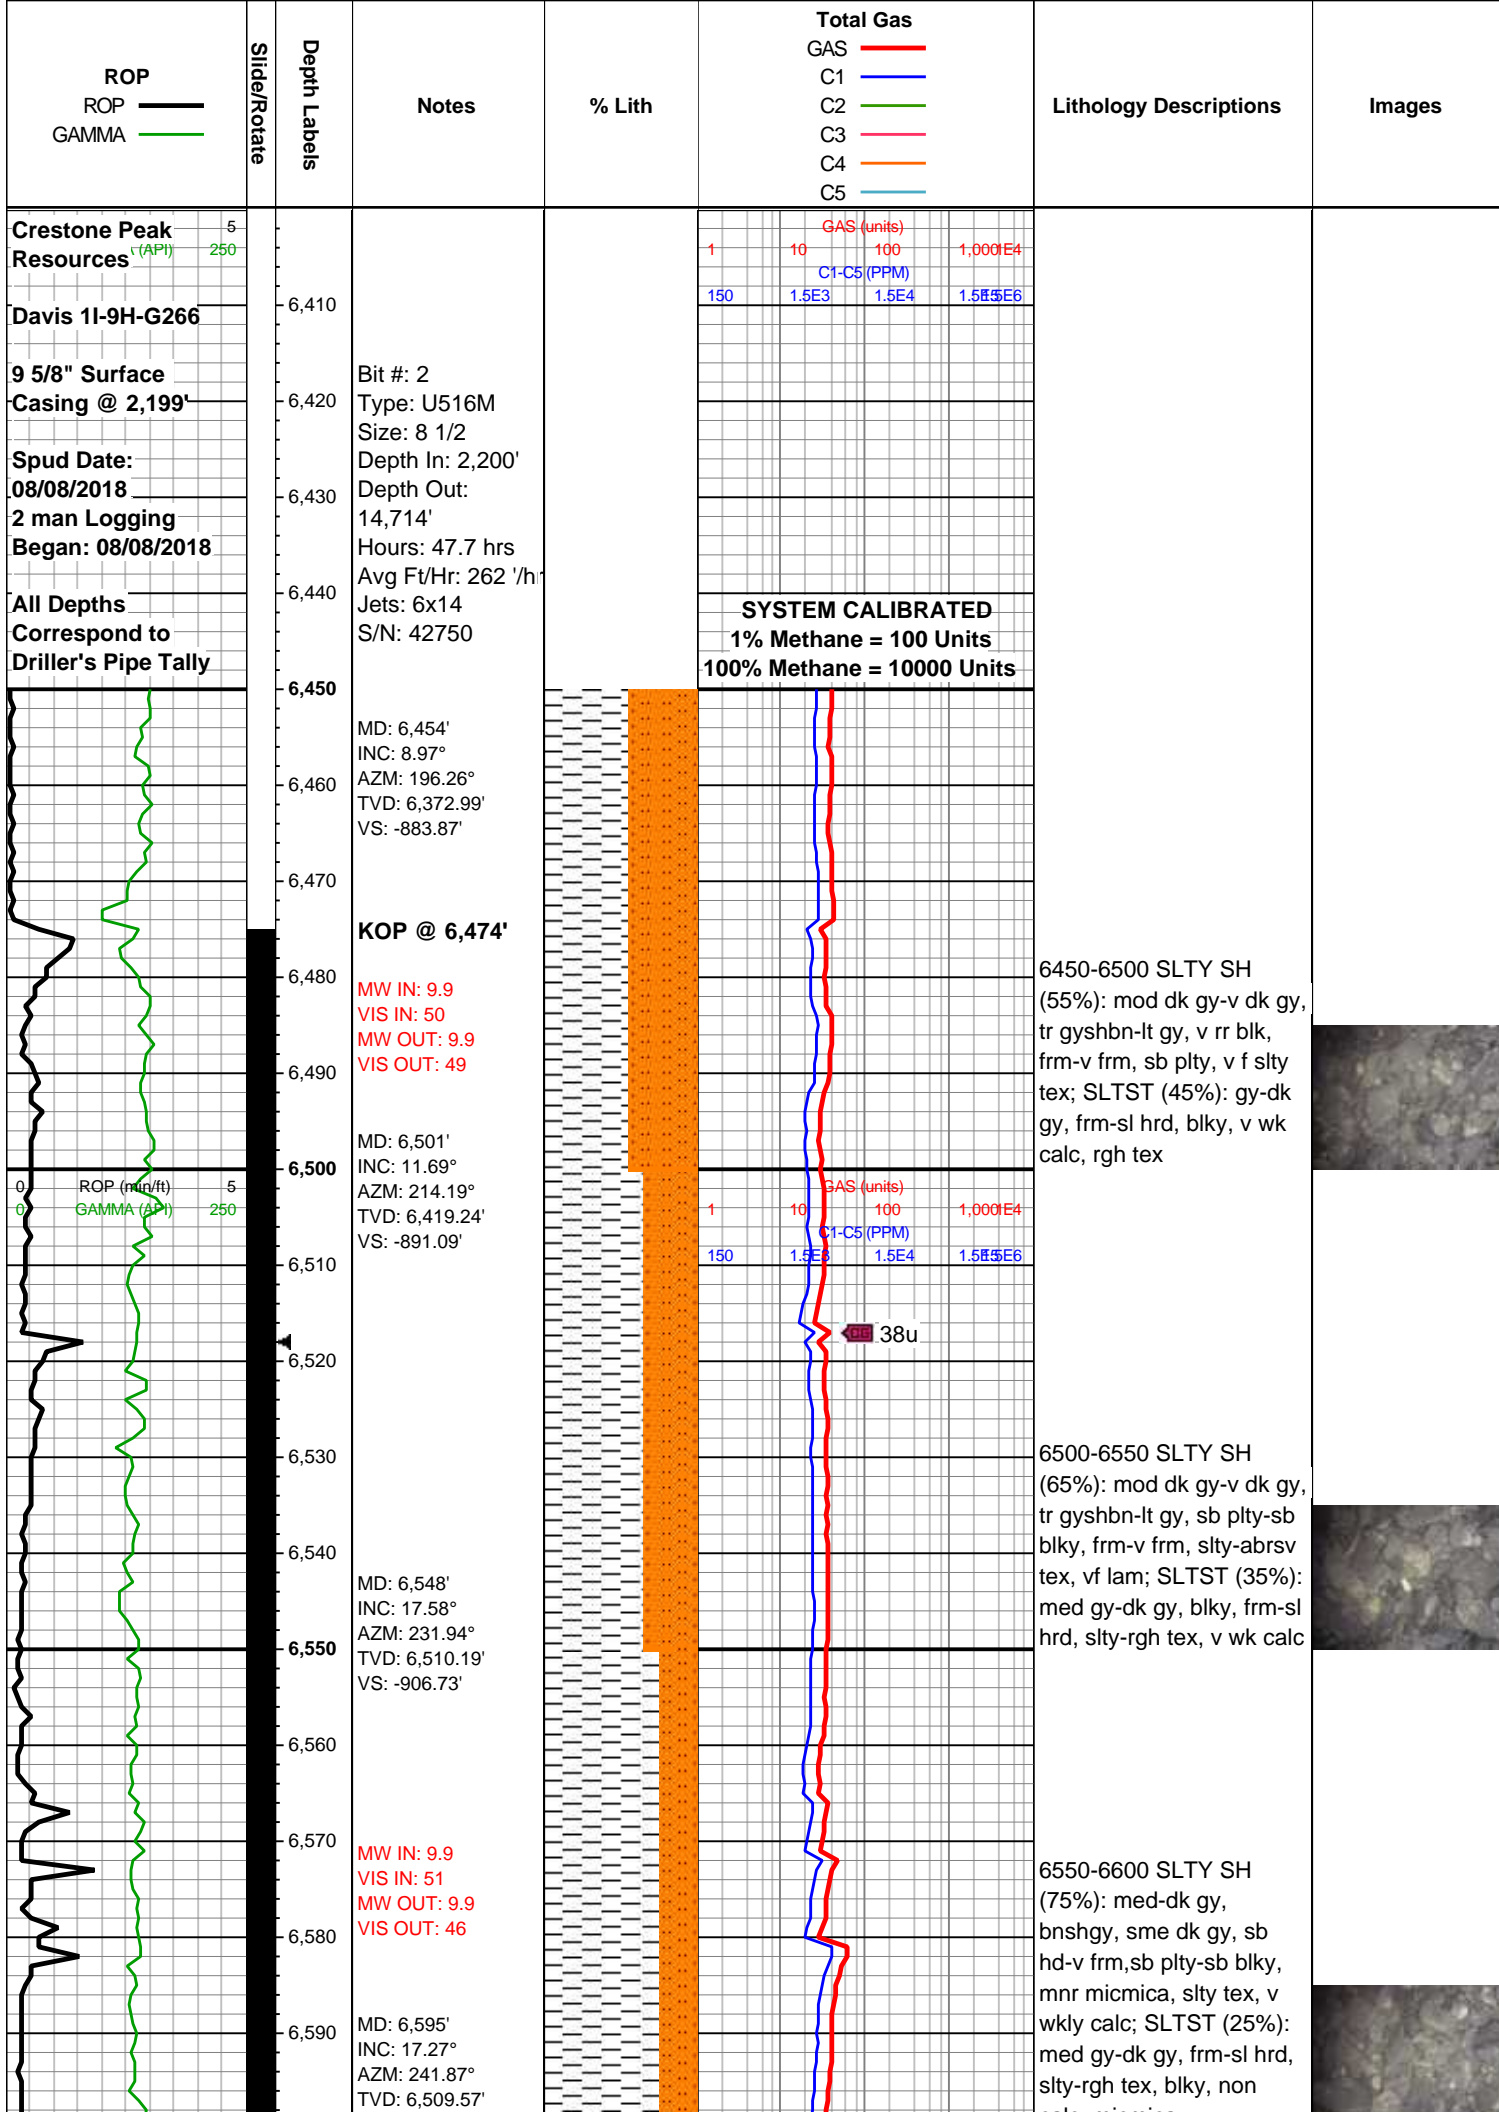 Total Gas
GAS
C1
C2
C3
C4
C5
ROP
ROP
GAMMA
Slide/Rotate
Depth Labels
Notes
% Lith
Lithology Descriptions
Images
Crestone Peak
Resources
5
(API) 250
Davis 1I-9H-G266
9 5/8" Surface
Casing @ 2,199'
Spud Date:
08/08/2018
2 man Logging
Began: 08/08/2018
All Depths
Correspond to
Driller's Pipe Tally
6,410
6,420
6,430
6,440
6,450
6,460
6,470
6,480
6,490
6,500
6,510
6,520
6,530
6,540
6,550
6,560
6,570
6,580
6,590
0 ROP (min/ft) 5
0 GAMMA (API) 250
Bit #: 2
Type: U516M
Size: 8 1/2
Depth In: 2,200'
Depth Out:
14,714'
Hours: 47.7 hrs
Avg Ft/Hr: 262 '/hr
Jets: 6x14
S/N: 42750
MD: 6,454'
INC: 8.97°
AZM: 196.26°
TVD: 6,372.99'
VS: -883.87'
KOP @ 6,474'
MW IN: 9.9
VIS IN: 50
MW OUT: 9.9
VIS OUT: 49
MD: 6,501'
INC: 11.69°
AZM: 214.19°
TVD: 6,419.24'
VS: -891.09'
MD: 6,548'
INC: 17.58°
AZM: 231.94°
TVD: 6,510.19'
VS: -906.73'
MW IN: 9.9
VIS IN: 51
MW OUT: 9.9
VIS OUT: 46
MD: 6,595'
INC: 17.27°
AZM: 241.87°
TVD: 6,509.57'
GAS (units)
1 10 100 1,000 1E4
C1-C5 (PPM)
150 1.5E3 1.5E4 1.5E5 1.5E6
SYSTEM CALIBRATED
1% Methane = 100 Units
100% Methane = 10000 Units
GAS (units)
1 10 100 1,000 1E4
C1-C5 (PPM)
150 1.5E3 1.5E4 1.5E5 1.5E6
CG 38u
6450-6500 SLTY SH
(55%): mod dk gy-v dk gy,
tr gyshbn-lt gy, v rr blk,
frm-v frm, sb plty, v f slty
tex; SLTST (45%): gy-dk
gy, frm-sl hrd, blky, v wk
calc, rgh tex
6500-6550 SLTY SH
(65%): mod dk gy-v dk gy,
tr gyshbn-lt gy, sb plty-sb
blky, frm-v frm, slty-abrsv
tex, vf lam; SLTST (35%):
med gy-dk gy, blky, frm-sl
hrd, slty-rgh tex, v wk calc
6550-6600 SLTY SH
(75%): med-dk gy,
bnshgy, sme dk gy, sb
hd-v frm,sb plty-sb blky,
mnr micmica, slty tex, v
wkly calc; SLTST (25%):
med gy-dk gy, frm-sl hrd,
slty-rgh tex, blky, non